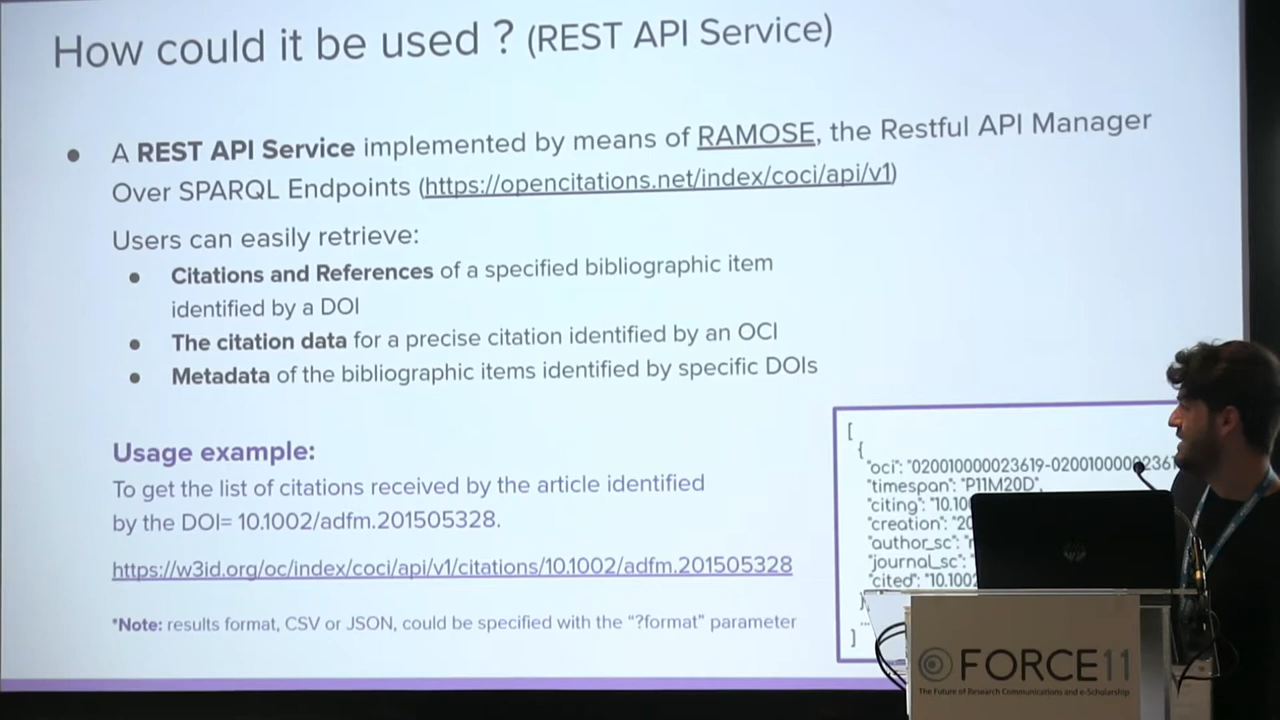 How could it be used ? (REST API Service)
● A REST API Service implemented by means of RAMOSE, the Restful API Manager
Over SPARQL Endpoints (https://opencitations.net/index/coci/api/v1)
Users can easily retrieve:
● Citations and References of a specified bibliographic item
identified by a DOI
● The citation data for a precise citation identified by an OCI
● Metadata of the bibliographic items identified by specific DOIs
Usage example:
To get the list of citations received by the article identified
by the DOI= 10.1002/adfm.201505328.
https://w3id.org/oc/index/coci/api/v1/citations/10.1002/adfm.201505328
*Note: results format, CSV or JSON, could be specified with the "?format" parameter
[
{
"oci": "020010000023619-0200100000236
"timespan": "P11M20D",
"citing": "10.10
"creation": "20
"author_sc": "
"journal_sc": "
"cited": "10.100
}
...
]
FORCE11
The Future of Research Communications and e-Scholarship